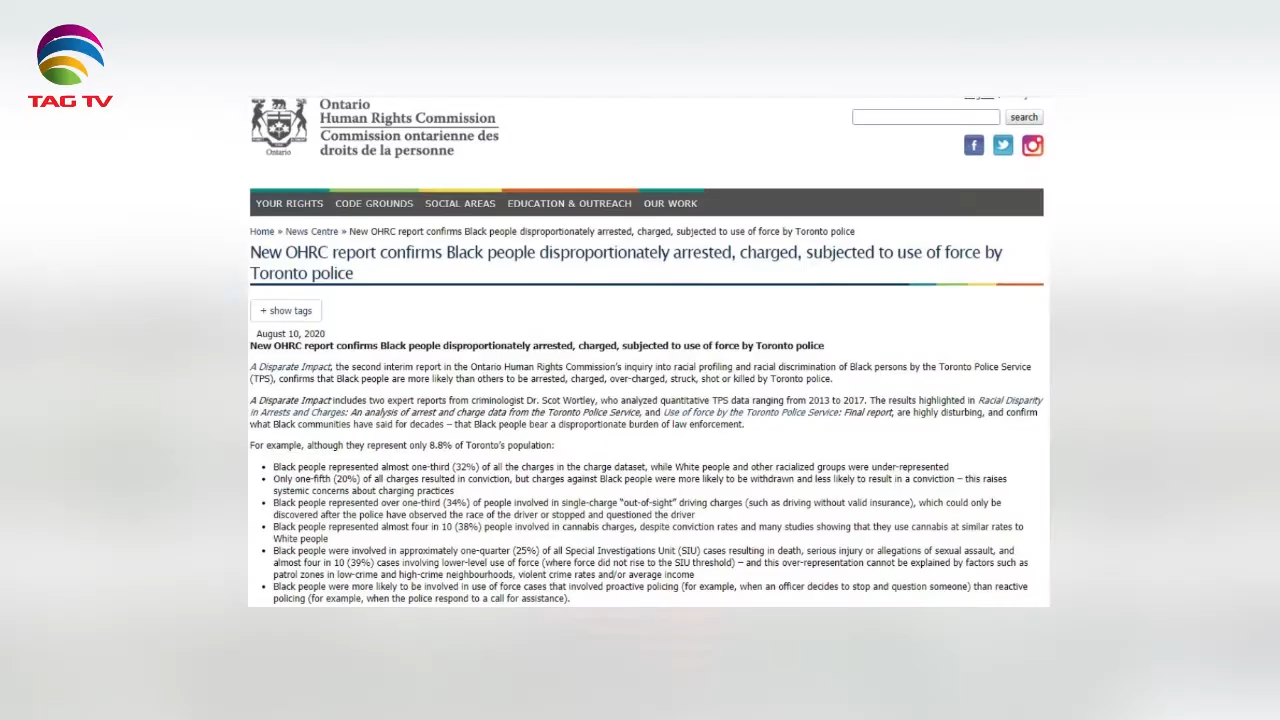 TAG TV
Ontario
Human Rights Commission
Commission ontarienne des
droits de la personne
Ontario
search
YOUR RIGHTS CODE GROUNDS SOCIAL AREAS EDUCATION & OUTREACH OUR WORK
Home » News Centre » New OHRC report confirms Black people disproportionately arrested, charged, subjected to use of force by Toronto police
New OHRC report confirms Black people disproportionately arrested, charged, subjected to use of force by
Toronto police
+ show tags
August 10, 2020
New OHRC report confirms Black people disproportionately arrested, charged, subjected to use of force by Toronto police
A Disparate Impact, the second interim report in the Ontario Human Rights Commission's inquiry into racial profiling and racial discrimination of Black persons by the Toronto Police Service
(TPS), confirms that Black people are more likely than others to be arrested, charged, over-charged, struck, shot or killed by Toronto police.
A Disparate Impact includes two expert reports from criminologist Dr. Scot Wortley, who analyzed quantitative TPS data ranging from 2013 to 2017. The results highlighted in Racial Disparity
in Arrests and Charges: An analysis of arrest and charge data from the Toronto Police Service, and Use of force by the Toronto Police Service: Final report, are highly disturbing, and confirm
what Black communities have said for decades – that Black people bear a disproportionate burden of law enforcement.
For example, although they represent only 8.8% of Toronto's population:
• Black people represented almost one-third (32%) of all the charges in the charge dataset, while White people and other racialized groups were under-represented
• Only one-fifth (20%) of all charges resulted in conviction, but charges against Black people were more likely to be withdrawn and less likely to result in a conviction – this raises
systemic concerns about charging practices
• Black people represented over one-third (34%) of people involved in single-charge "out-of-sight" driving charges (such as driving without valid insurance), which could only be
discovered after the police have observed the race of the driver or stopped and questioned the driver
• Black people represented almost four in 10 (38%) people involved in cannabis charges, despite conviction rates and many studies showing that they use cannabis at similar rates to
White people
• Black people were involved in approximately one-quarter (25%) of all Special Investigations Unit (SIU) cases resulting in death, serious injury or allegations of sexual assault, and
almost four in 10 (39%) cases involving lower-level use of force (where force did not rise to the SIU threshold) – and this over-representation cannot be explained by factors such as
patrol zones in low-crime and high-crime neighbourhoods, violent crime rates and/or average income
• Black people were more likely to be involved in use of force cases that involved proactive policing (for example, when an officer decides to stop and question someone) than reactive
policing (for example, when the police respond to a call for assistance).